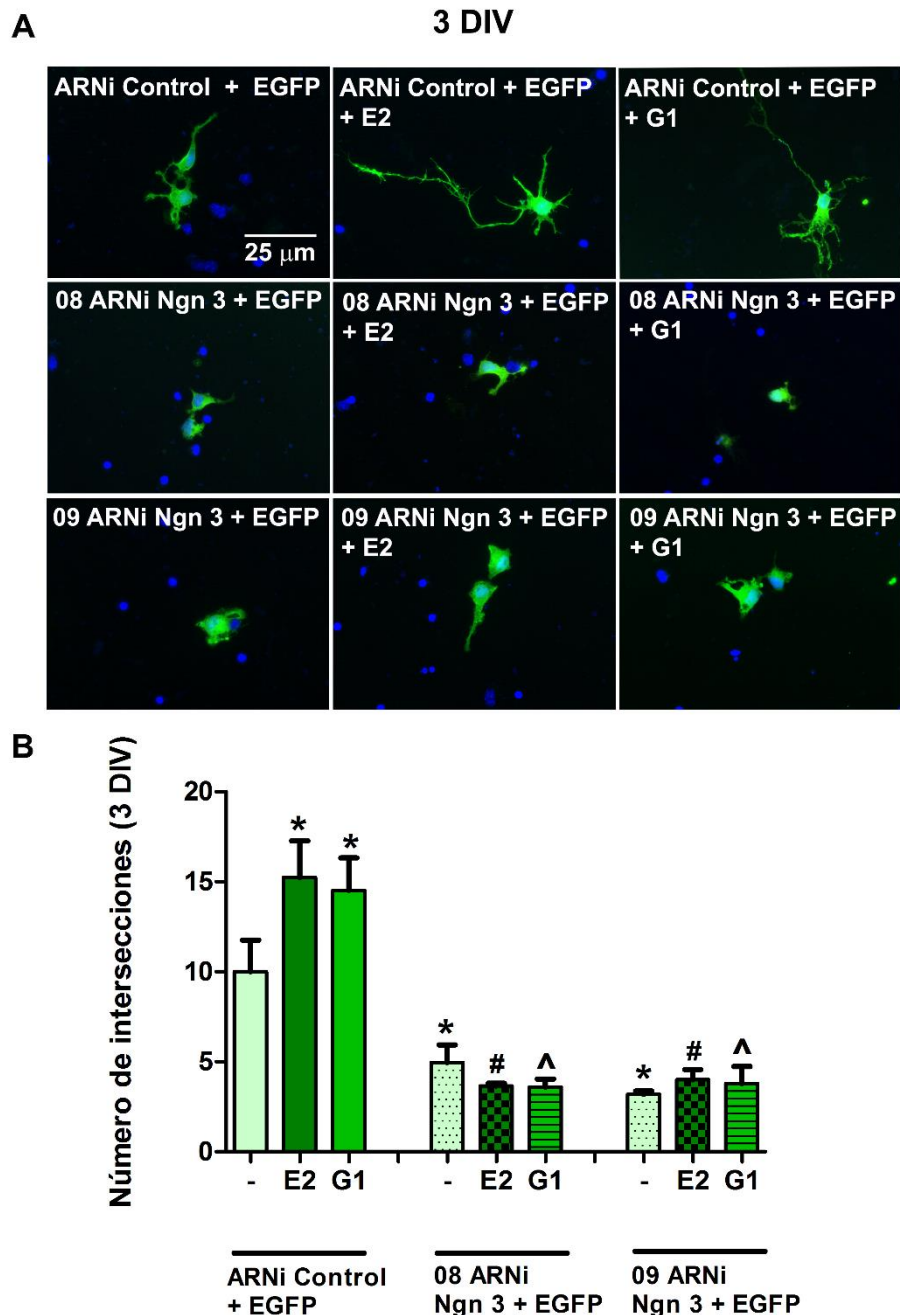 3 DIV
A
ARNi Control + EGFP
25 μm
ARNi Control + EGFP
+ E2
ARNi Control + EGFP
+ G1
08 ARNi Ngn 3 + EGFP
08 ARNi Ngn 3 + EGFP
+ E2
08 ARNi Ngn 3 + EGFP
+ G1
09 ARNi Ngn 3 + EGFP
09 ARNi Ngn 3 + EGFP
+ E2
09 ARNi Ngn 3 + EGFP
+ G1
B
Número de intersecciones (3 DIV)
20
15
10
5
0
* *
* # ^
* # ^
- E2 G1
- E2 G1
- E2 G1
ARNi Control
+ EGFP
08 ARNi
Ngn 3 + EGFP
09 ARNi
Ngn 3 + EGFP